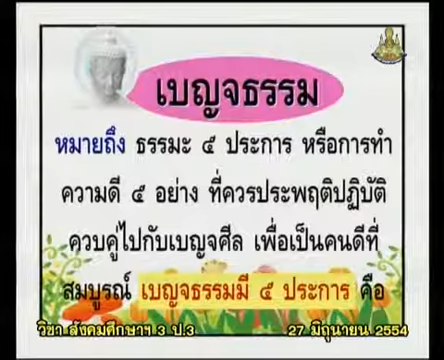 เบญจธรรม
หมายถึง ธรรมะ ๕ ประการ หรือการทำ
ความดี ๕ อย่าง ที่ควรประพฤติปฏิบัติ
ควบคู่ไปกับเบญจศีล เพื่อเป็นคนดีที่
สมบูรณ์ เบญจธรรมมี ๕ ประการ คือ
วิชา สังคมศึกษาฯ 3 ป.3 27 มิถุนายน 2554